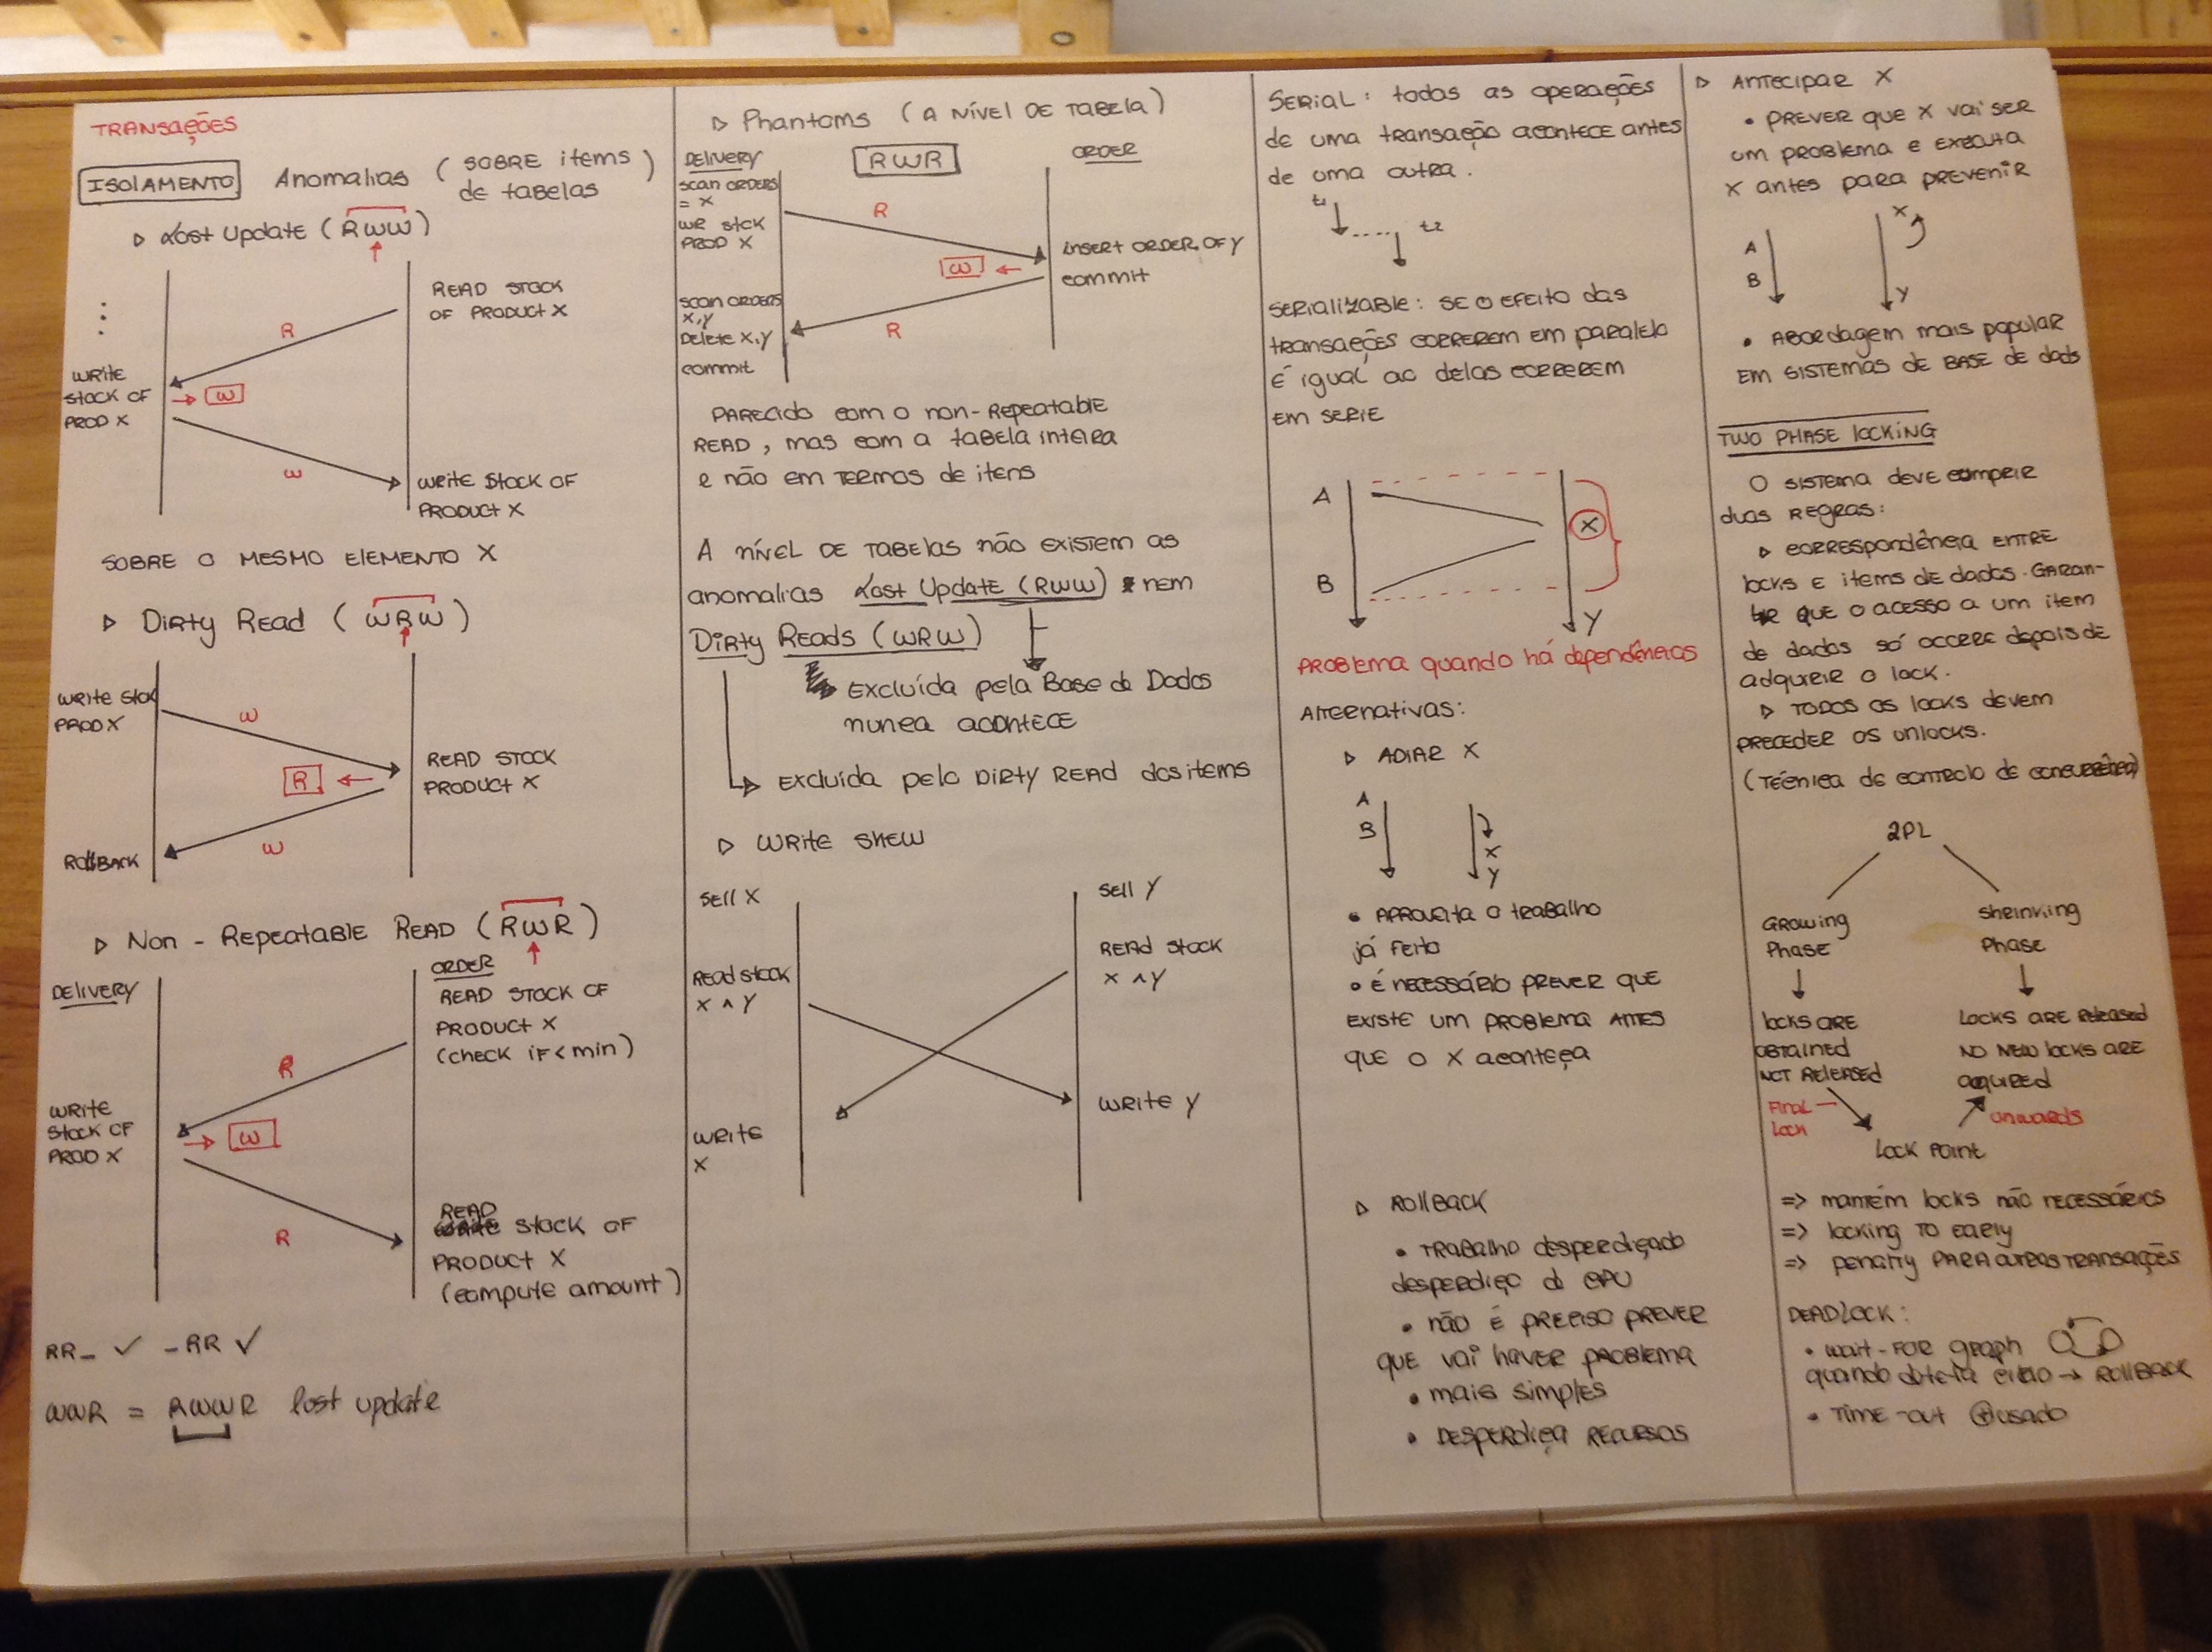 TRANSAÇÕES
ISOLAMENTO Anomalias (SOBRE items
de tabelas)
▷ Lost Update (RWW)
READ STOCK
OF PRODUCT X
R
WRITE
STOCK OF
PROD X
W
W
WRITE STOCK OF
PRODUCT X
SOBRE O MESMO ELEMENTO X
▷ Dirty Read (WRW)
WRITE STOK
PROD X
W
READ STOCK
PRODUCT X
R
W
ROLLBACK
▷ Non - Repeatable READ (RWR)
DELIVERY
ORDER
READ STOCK OF
PRODUCT X
(check if < min)
R
WRITE
STOCK OF
PROD X
W
R
READ
STOCK OF
PRODUCT X
(compute amount)
RR_ ✓ _RR ✓
WWR = RWWR lost update
▷ Phantoms (A NÍVEL DE TABELA)
DELIVERY
RWR
ORDER
SCAN ORDERS
= X
WR STCK
PROD X
R
INSERT ORDER OF Y
commit
W
SCAN ORDERS
X,Y
Delete X,Y
commit
R
PARECIDO com o non-Repeatable
READ, mas com a tabela inteira
e não em TERMOS de itens
A nível DE TABELAS não EXISTEM AS
anomalias Lost Update (RWW) nem
Dirty Reads (WRW)
EXCLUÍDA pela Base de Dados
nunca acontece
EXCLUÍDA pelo Dirty READ dos items
▷ WRITE SKEW
SELL X
SELL Y
READ STOCK
X ∧ Y
READ STOCK
X ∧ Y
WRITE Y
WRITE
X
SERIAL: todas as operações
de uma transação acontece antes
de uma outra.
t1
t2
SERIALIZABLE: SE O EFEITO das
transações CORREREM EM paralelo
É igual ao delas CORREREM
EM SERIE
A
X
B
Y
PROBLEMA quando há dependências
Alternativas:
▷ ADIAR X
A
B
X
Y
• APROVEITA O trabalho
já FEITO
• É NECESSÁRIO PREVER QUE
EXISTE UM PROBLEMA ANTES
QUE O X aconteça
▷ ROLLBACK
• TRABALHO desperdiçado
desperdiço d CPU
• não É PRECISO PREVER
QUE vai haver PROBLEMA
• mais simples
• DESPERDIÇA RECURSOS
▷ ANTECIPAR X
• PREVER que X vai SER
um problema e EXECUTA
X antes para PREVENIR
A
B
X
Y
• ABORdagem mais popular
EM SISTEMAS DE BASE DE dads
TWO PHASE LOCKING
O SISTEMA DEVE cumprir
duas REGRAS:
▷ CORRESPONdência ENTRE
locks E items DE dados. GARAN-
QUE O acesso a um item
de dados só occore depois DE
adquirir o lock.
▷ TODOS OS locks devem
PRECEDER OS unlocks.
(Técnica de controlo de concurrência)
2PL
GROWING
Phase
shrinking
Phase
locks ARE
OBTAINED
NOT RELEASED
LOCKS ARE Released
NO NEW locks ARE
aquired
Final
Lock
unwards
Lock Point
=> mantém locks não necessários
=> locking TO EARLY
=> penalty PARA OUTRAS TRANSAÇÕES
DEADLOCK:
• wait-FOR graph
quando ciclo → ROLLBACK
• TIME-OUT ⊕ usado